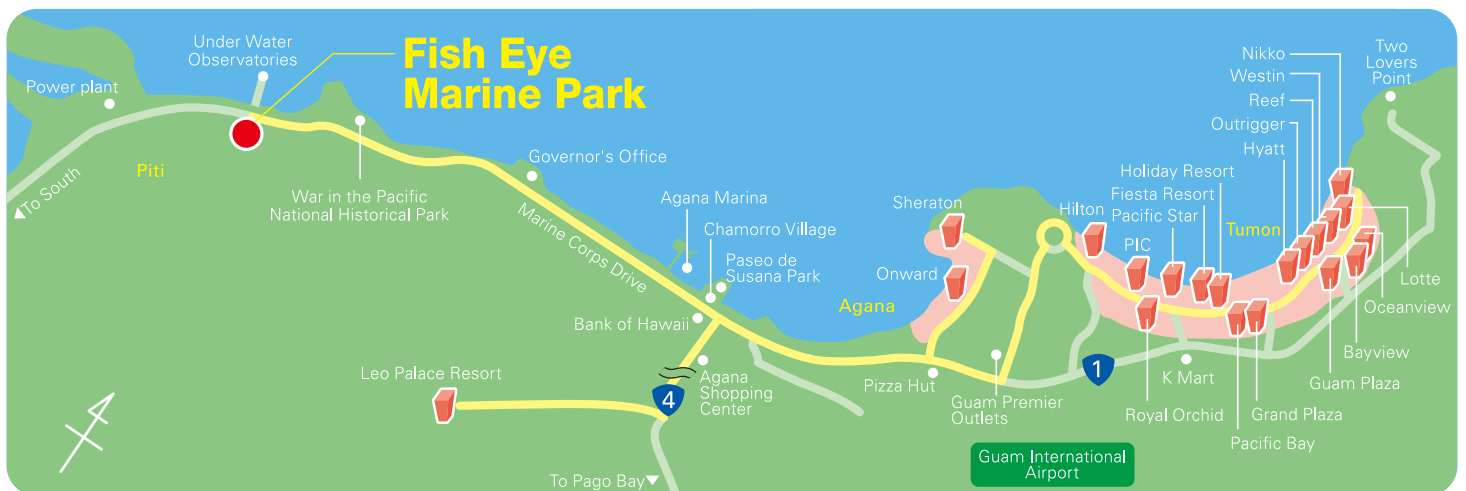 Under Water
Observatories
Power plant
Fish Eye
Marine Park
Piti
▲To South
War in the Pacific
National Historical Park
Governor's Office
Marine Corps Drive
Agana Marina
Chamorro Village
Paseo de
Susana Park
Bank of Hawaii
Leo Palace Resort
4
Agana
Shopping
Center
To Pago Bay▼
Sheraton
Onward
Agana
Pizza Hut
Guam Premier
Outlets
Guam International
Airport
1
Hilton
PIC
Pacific Star
Fiesta Resort
Holiday Resort
Tumon
Hyatt
Outrigger
Reef
Westin
Nikko
Two
Lovers
Point
K Mart
Royal Orchid
Pacific Bay
Grand Plaza
Guam Plaza
Bayview
Oceanview
Lotte